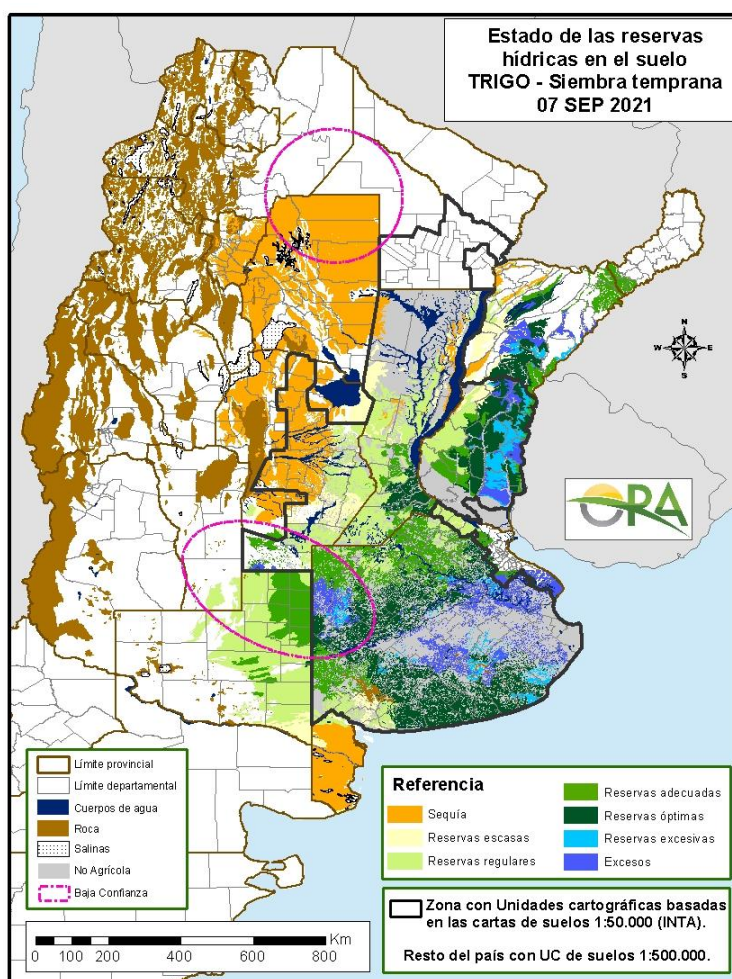 Estado de las reservas
hídricas en el suelo
TRIGO - Siembra temprana
07 SEP 2021
N
W
E
S
ORA
Límite provincial
Límite departamental
Cuerpos de agua
Roca
Salinas
No Agrícola
Baja Confianza
Referencia
Sequía
Reservas escasas
Reservas regulares
Reservas adecuadas
Reservas óptimas
Reservas excesivas
Excesos
Zona con Unidades cartográficas basadas
en las cartas de suelos 1:50.000 (INTA).
Resto del país con UC de suelos 1:500.000.
Km
0 100 200 400 600 800